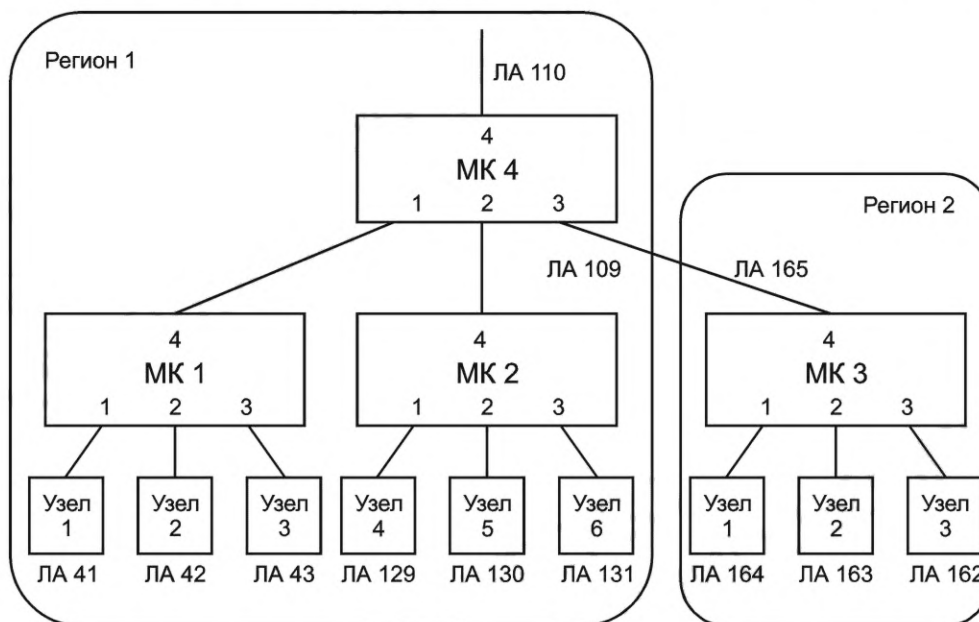 Регион 1
ЛА 110
4
МК 4
1 2 3
Регион 2
ЛА 109
ЛА 165
4
МК 1
1 2 3
4
МК 2
1 2 3
4
МК 3
1 2 3
Узел
1
Узел
2
Узел
3
Узел
4
Узел
5
Узел
6
Узел
1
Узел
2
Узел
3
ЛА 41 ЛА 42 ЛА 43 ЛА 129 ЛА 130 ЛА 131 ЛА 164 ЛА 163 ЛА 162